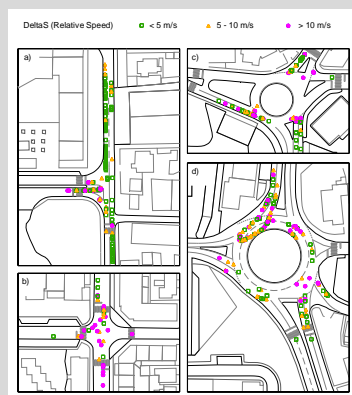 DeltaS (Relative Speed) < 5 m/s 5 - 10 m/s > 10 m/s
a)
c)
d)
b)